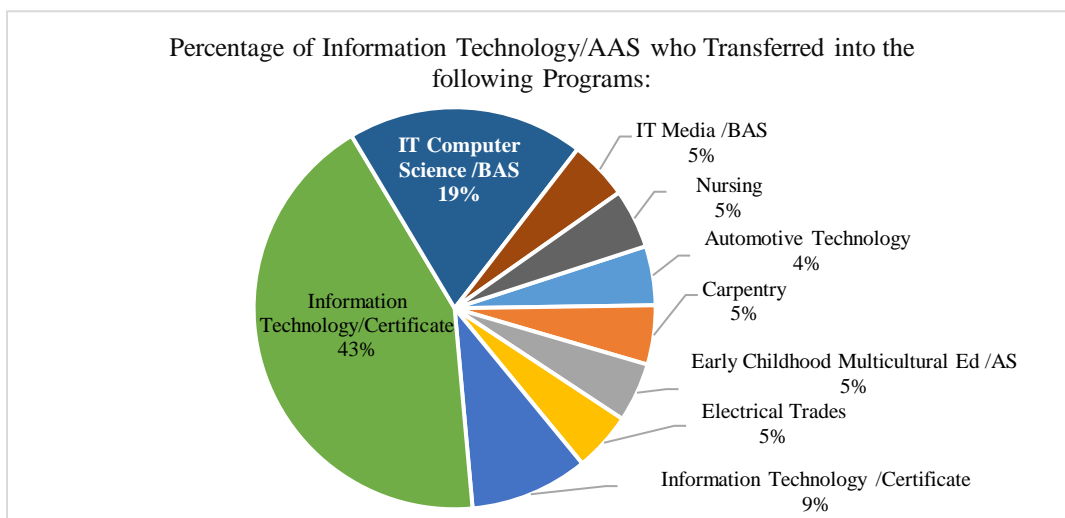 Percentage of Information Technology/AAS who Transferred into the
following Programs:
IT Computer
Science /BAS
19%
IT Media /BAS
5%
Nursing
5%
Automotive Technology
4%
Carpentry
5%
Early Childhood Multicultural Ed /AS
5%
Electrical Trades
5%
Information Technology /Certificate
9%
Information
Technology/Certificate
43%